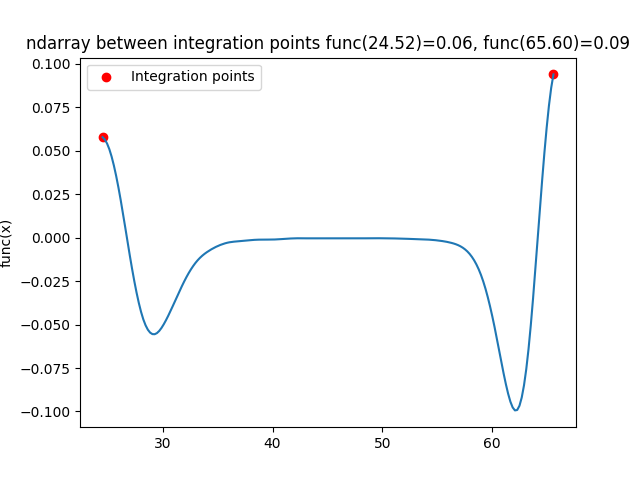 ndarray between integration points func(24.52)=0.06, func(65.60)=0.09
Integration points
func(x)
0.100
0.075
0.050
0.025
0.000
−0.025
−0.050
−0.075
−0.100
30 40 50 60